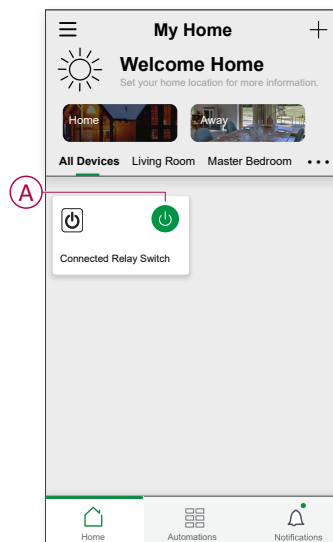 My Home
Welcome Home
Set your home location for more information.
Home
Away
All Devices Living Room Master Bedroom
A
Connected Relay Switch
Home
Automations
Notifications